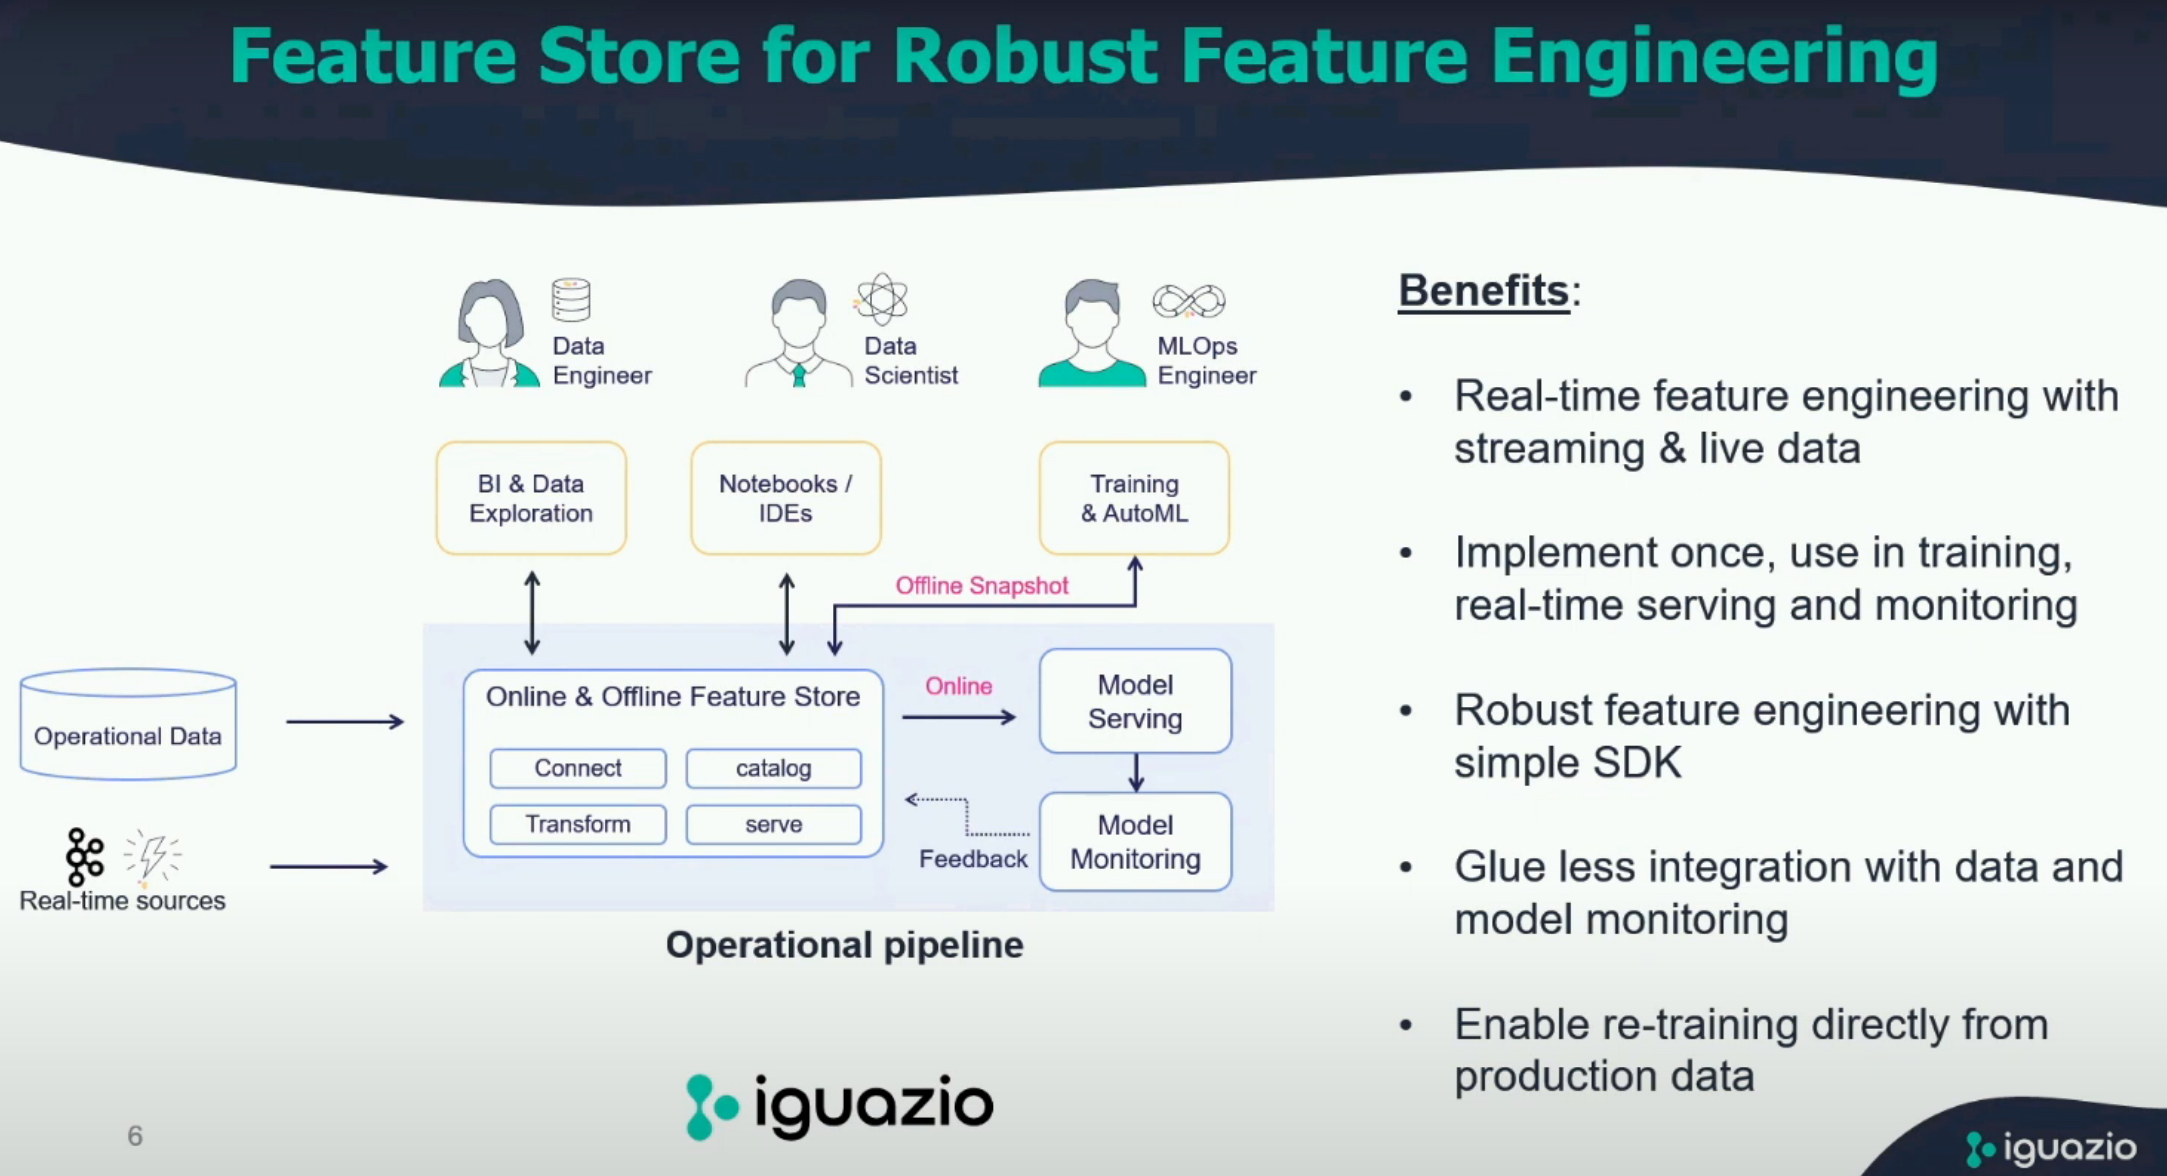 Feature Store for Robust Feature Engineering
Data
Engineer
Data
Scientist
MLOps
Engineer
BI & Data
Exploration
Notebooks /
IDEs
Training
& AutoML
Offline Snapshot
Operational Data
Real-time sources
Online & Offline Feature Store
Connect
catalog
Transform
serve
Online
Model
Serving
Feedback
Model
Monitoring
Operational pipeline
Benefits:
• Real-time feature engineering with
streaming & live data
• Implement once, use in training,
real-time serving and monitoring
• Robust feature engineering with
simple SDK
• Glue less integration with data and
model monitoring
• Enable re-training directly from
production data
iguazio
6
iguazio